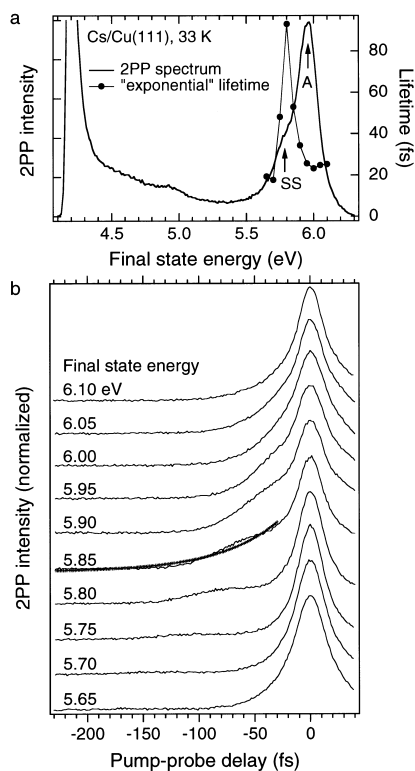 a
Cs/Cu(111), 33 K
2PP spectrum
"exponential" lifetime
A
SS
2PP intensity
Lifetime (fs)
80
60
40
20
0
4.5 5.0 5.5 6.0
Final state energy (eV)
b
Final state energy
6.10 eV
6.05
6.00
5.95
5.90
5.85
5.80
5.75
5.70
5.65
2PP intensity (normalized)
-200 -150 -100 -50 0
Pump-probe delay (fs)